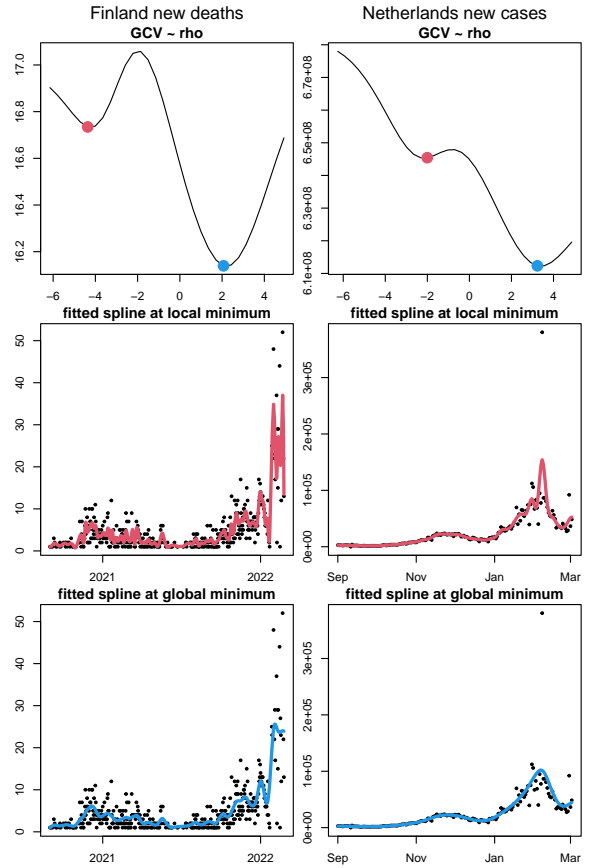 Finland new deaths
GCV ~ rho
17.0
16.8
16.6
16.4
16.2
−6 −4 −2 0 2 4
Netherlands new cases
GCV ~ rho
6.7e+08
6.5e+08
6.3e+08
6.1e+08
−6 −4 −2 0 2 4
fitted spline at local minimum
50
40
30
20
10
0
2021 2022
fitted spline at local minimum
3e+05
2e+05
1e+05
0e+00
Sep Nov Jan Mar
fitted spline at global minimum
50
40
30
20
10
0
2021 2022
fitted spline at global minimum
3e+05
2e+05
1e+05
0e+00
Sep Nov Jan Mar